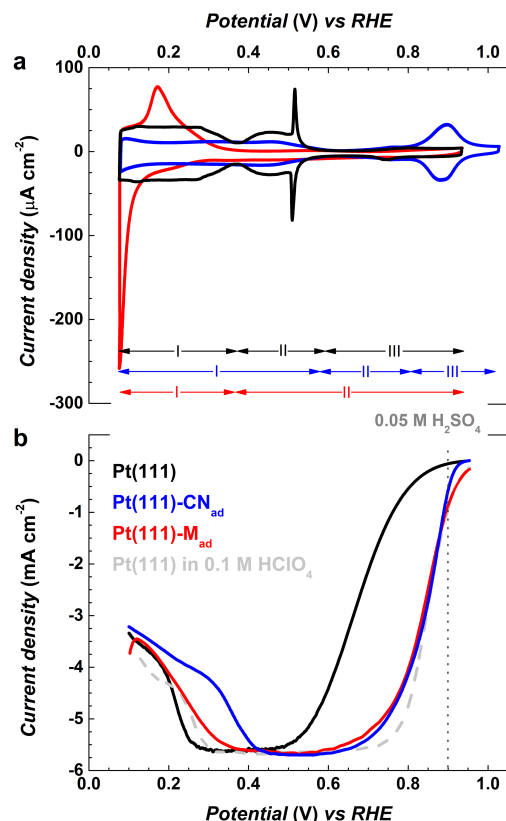 Potential (V) vs RHE
0.0 0.2 0.4 0.6 0.8 1.0
a
100
0
-100
-200
-300
Current density (μA cm⁻²)
I II III
I II III
I II
0.05 M H₂SO₄
b
0
-1
-2
-3
-4
-5
-6
Current density (mA cm⁻²)
Pt(111)
Pt(111)-CN_ad
Pt(111)-M_ad
Pt(111) in 0.1 M HClO₄
0.0 0.2 0.4 0.6 0.8 1.0
Potential (V) vs RHE